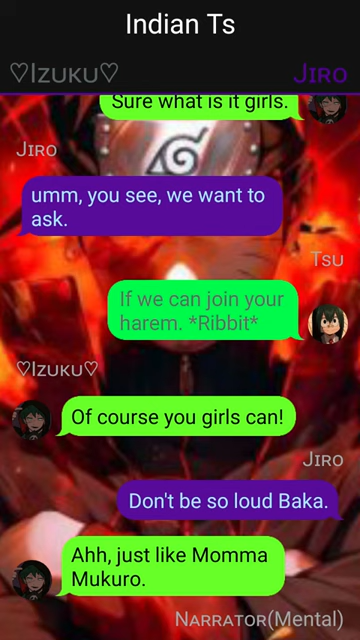 Indian Ts
♡Izuku♡
Jiro
Sure what is it girls.
Jiro
umm, you see, we want to
ask.
Tsu
If we can join your
harem. *Ribbit*
♡Izuku♡
Of course you girls can!
Jiro
Don't be so loud Baka.
Ahh, just like Momma
Mukuro.
Narrator(Mental)